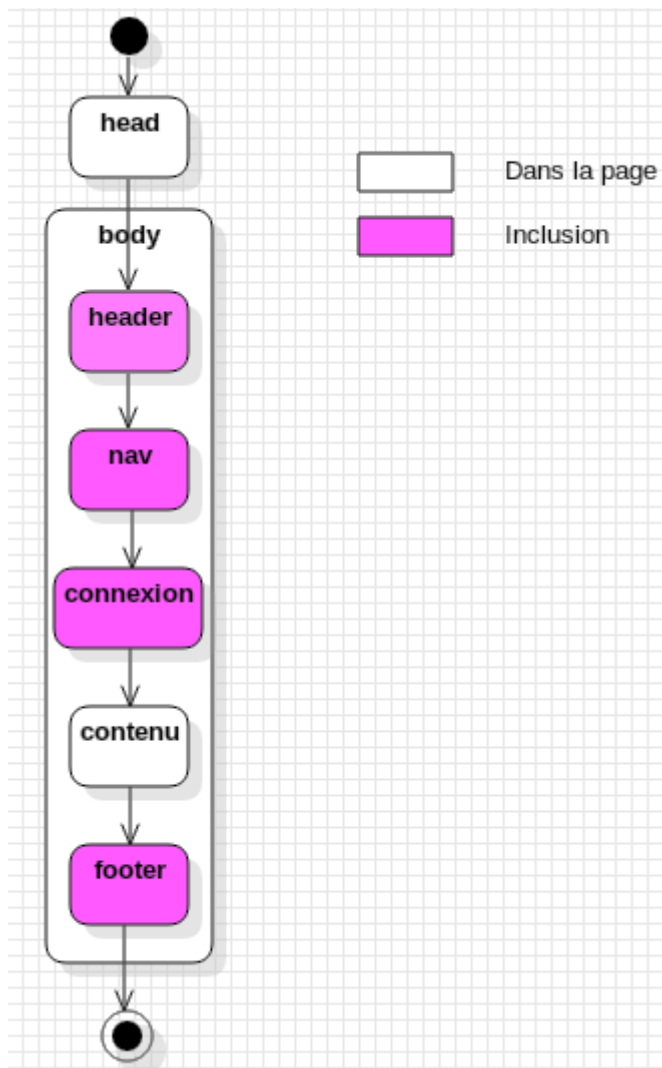 head
Dans la page
body
Inclusion
header
nav
connexion
contenu
footer